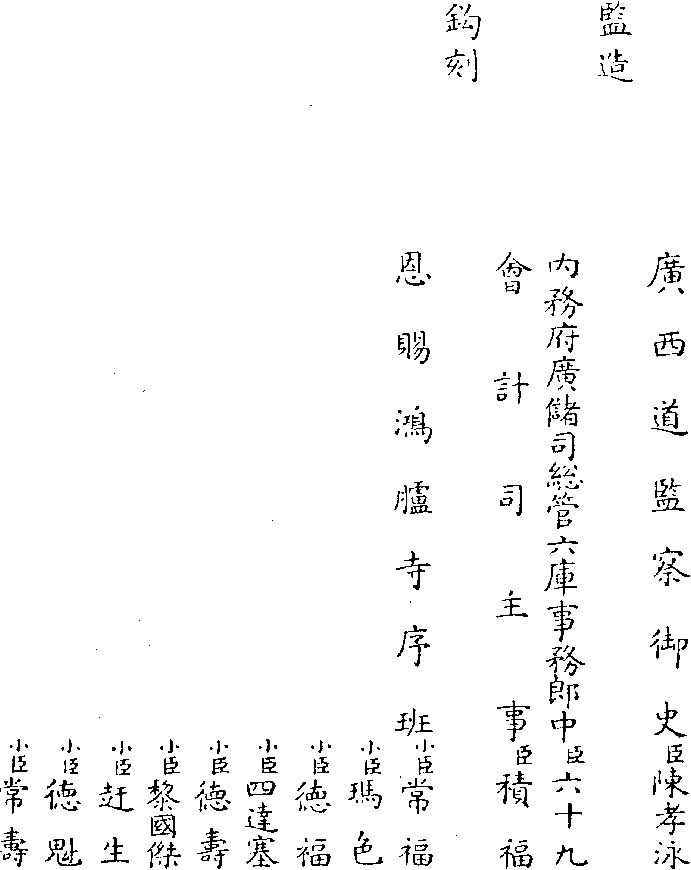 廣西道監察御史臣陳孝泳
監造
內務府廣儲司総管六庫事務郎中臣六十九
會計司主事臣積福
鈎刻
恩賜鴻臚寺序班小臣常福
小臣瑪色
小臣德福
小臣四達塞
小臣德壽
小臣黎國傑
小臣赶生
小臣德魁
小臣常壽